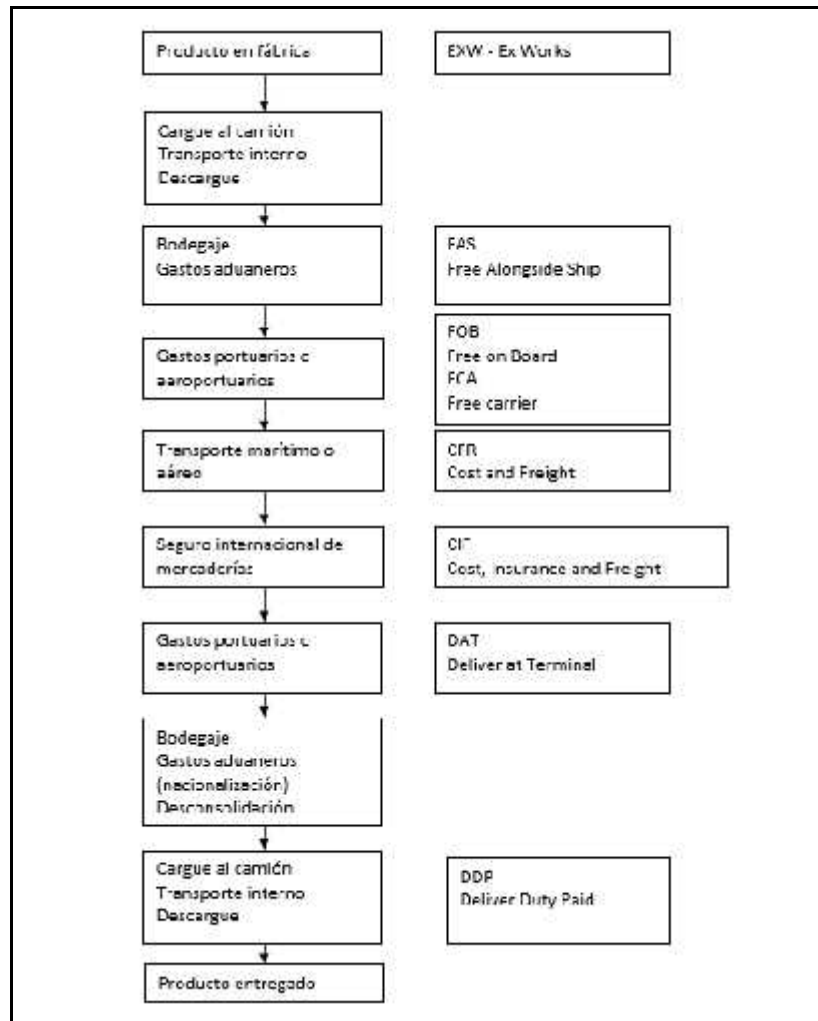 Producto en fábrica
EXW - Ex Works
Cargue al camión
Transporte interno
Descargue
Bodegaje
Gastos aduaneros
FAS
Free Alongside Ship
Gastos portuarios o
aeroportuarios
FOB
Free on Board
FCA
Free carrier
Transporte marítimo o
aéreo
CFR
Cost and Freight
Seguro internacional de
mercaderías
CIF
Cost, Insurance and Freight
Gastos portuarios o
aeroportuarios
DAT
Deliver at Terminal
Bodegaje
Gastos aduaneros
(nacionalización)
Desconsolidación
Cargue al camión
Transporte interno
Descargue
DDP
Deliver Duty Paid
Producto entregado